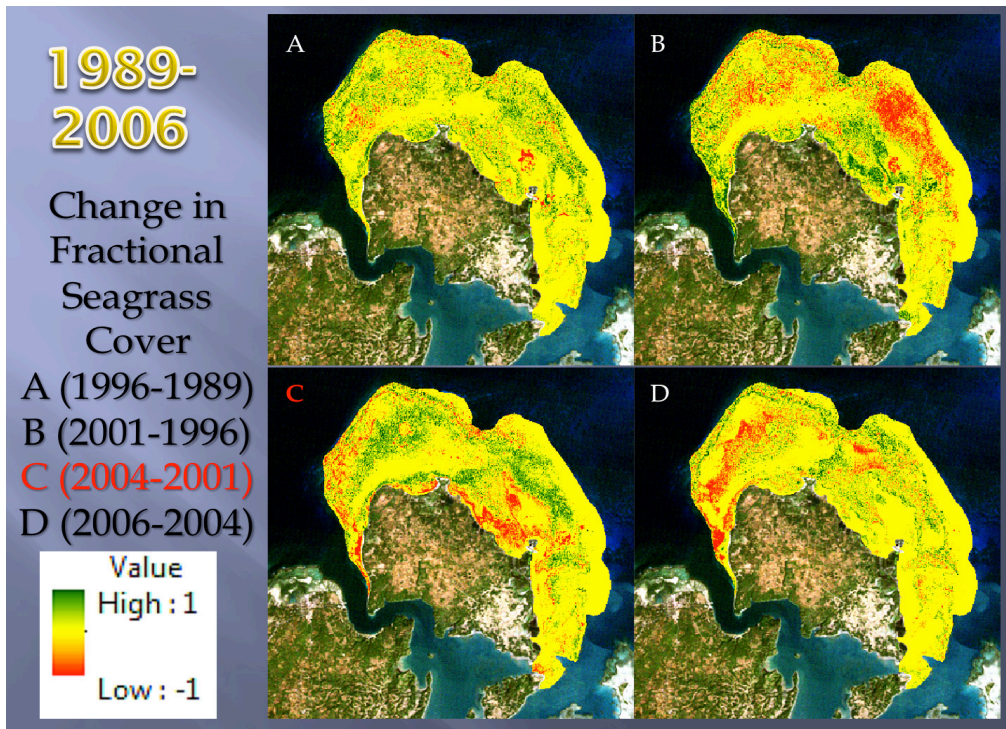 1989-
2006
Change in
Fractional
Seagrass
Cover
A (1996-1989)
B (2001-1996)
C (2004-2001)
D (2006-2004)
Value
High : 1
Low : -1
A
B
C
D